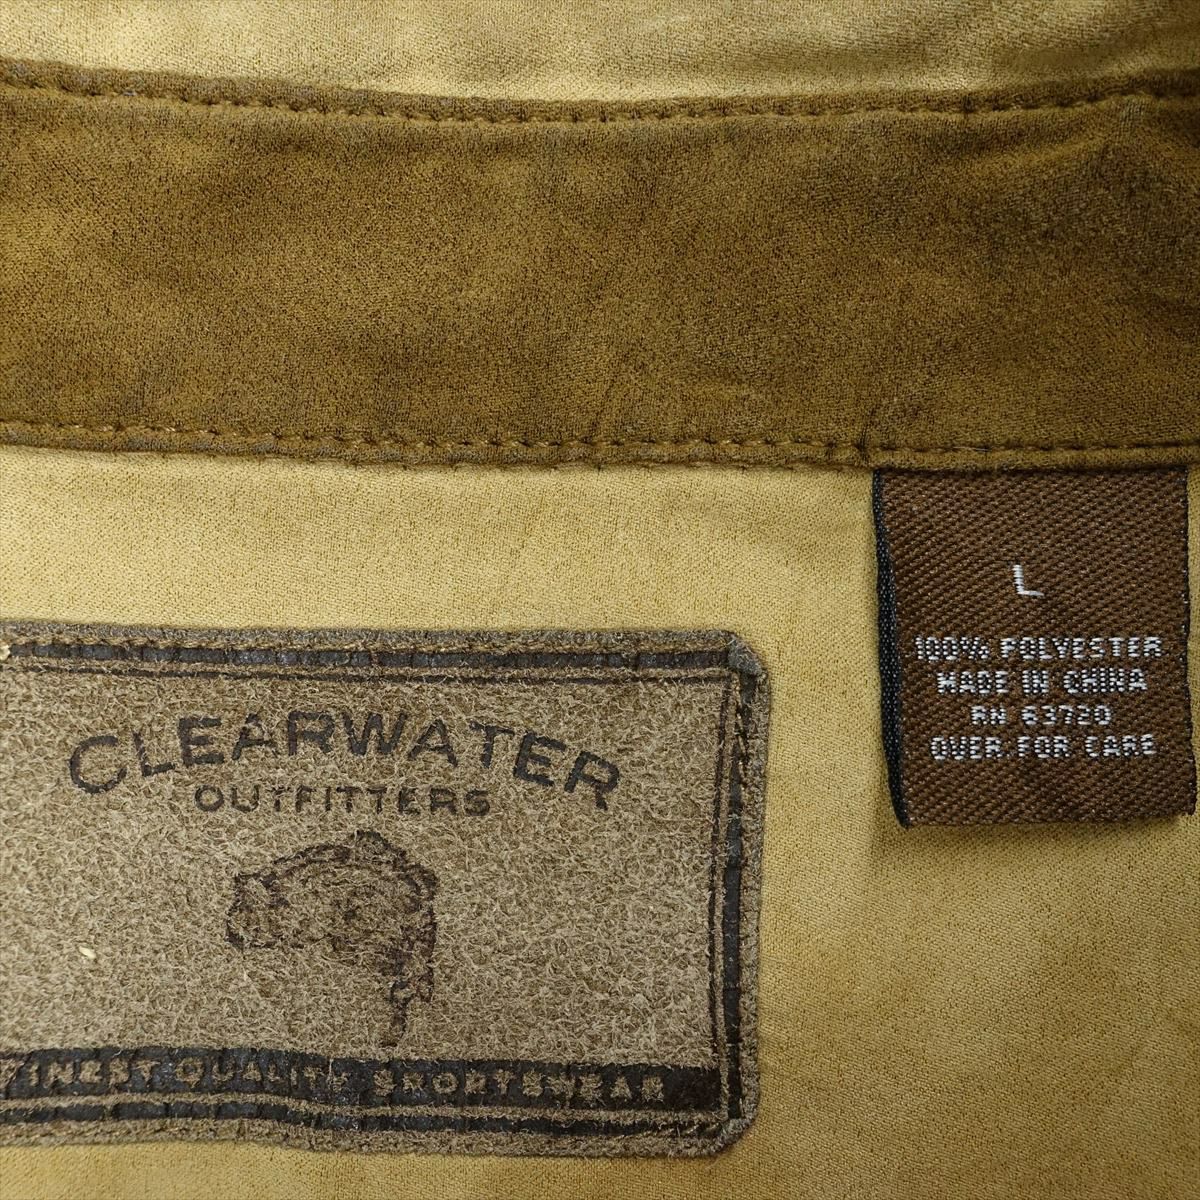 L
100% POLYESTER
MADE IN CHINA
RN 63720
OVER FOR CARE
CLEARWATER
OUTFITTERS
FINEST QUALITY SPORTSWEAR